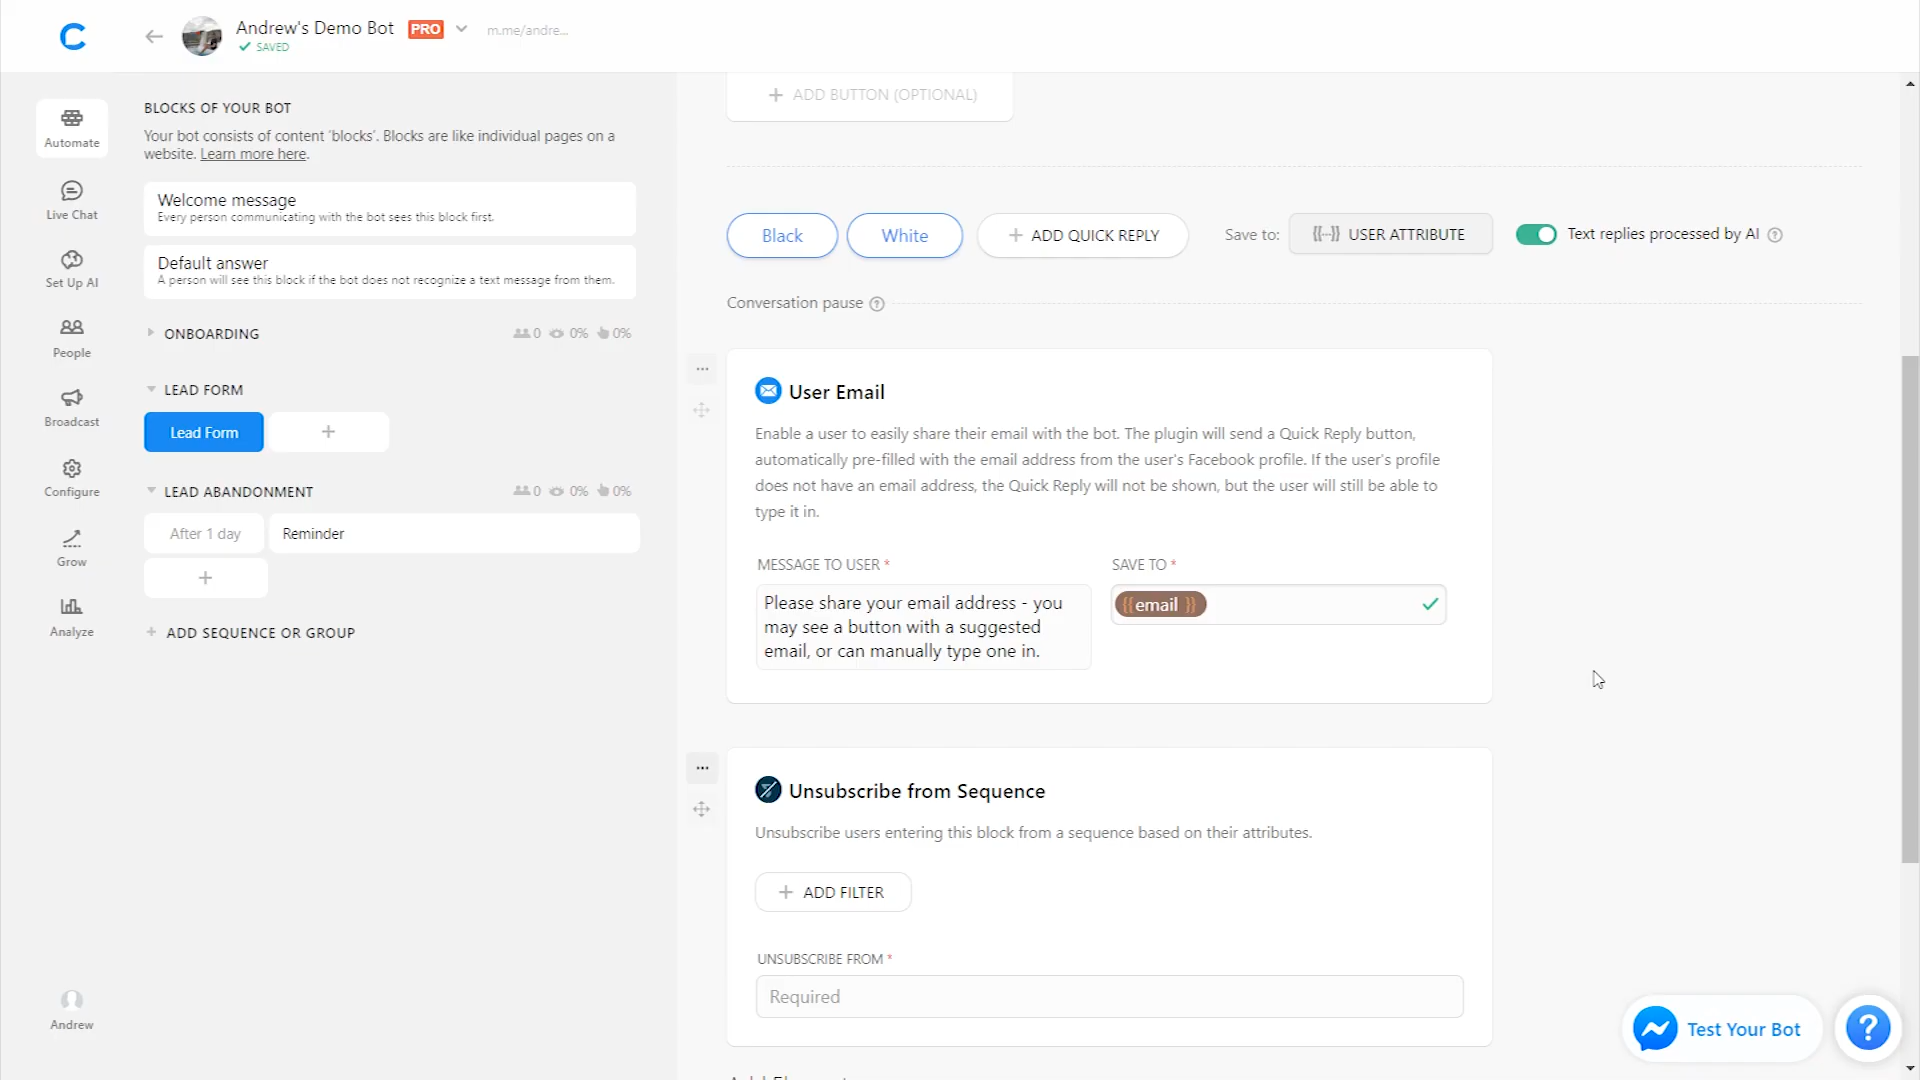 Andrew's Demo Bot PRO m.me/andre...
SAVED
Automate
Live Chat
Set Up AI
People
Broadcast
Configure
Grow
Analyze
Andrew
BLOCKS OF YOUR BOT
Your bot consists of content 'blocks'. Blocks are like individual pages on a
website. Learn more here.
Welcome message
Every person communicating with the bot sees this block first.
Default answer
A person will see this block if the bot does not recognize a text message from them.
ONBOARDING 0 0% 0%
LEAD FORM
Lead Form +
LEAD ABANDONMENT 0 0% 0%
After 1 day Reminder
+
+ ADD SEQUENCE OR GROUP
+ ADD BUTTON (OPTIONAL)
Black White + ADD QUICK REPLY Save to: {{...}} USER ATTRIBUTE Text replies processed by AI ?
Conversation pause ?
User Email
Enable a user to easily share their email with the bot. The plugin will send a Quick Reply button,
automatically pre-filled with the email address from the user's Facebook profile. If the user's profile
does not have an email address, the Quick Reply will not be shown, but the user will still be able to
type it in.
MESSAGE TO USER * SAVE TO *
Please share your email address - you
may see a button with a suggested
email, or can manually type one in.
{{email }}
Unsubscribe from Sequence
Unsubscribe users entering this block from a sequence based on their attributes.
+ ADD FILTER
UNSUBSCRIBE FROM *
Required
Test Your Bot ?